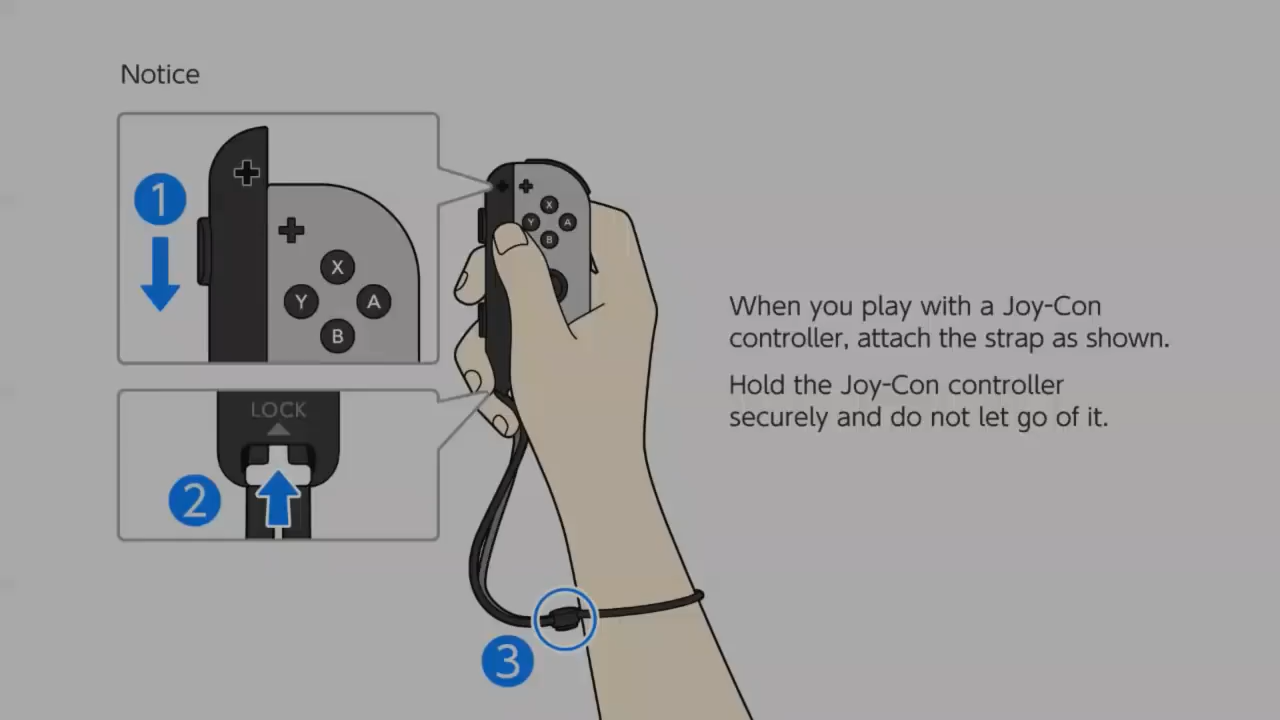 Notice
1
X
Y
A
B
LOCK
2
X
Y
A
B
3
When you play with a Joy-Con
controller, attach the strap as shown.
Hold the Joy-Con controller
securely and do not let go of it.